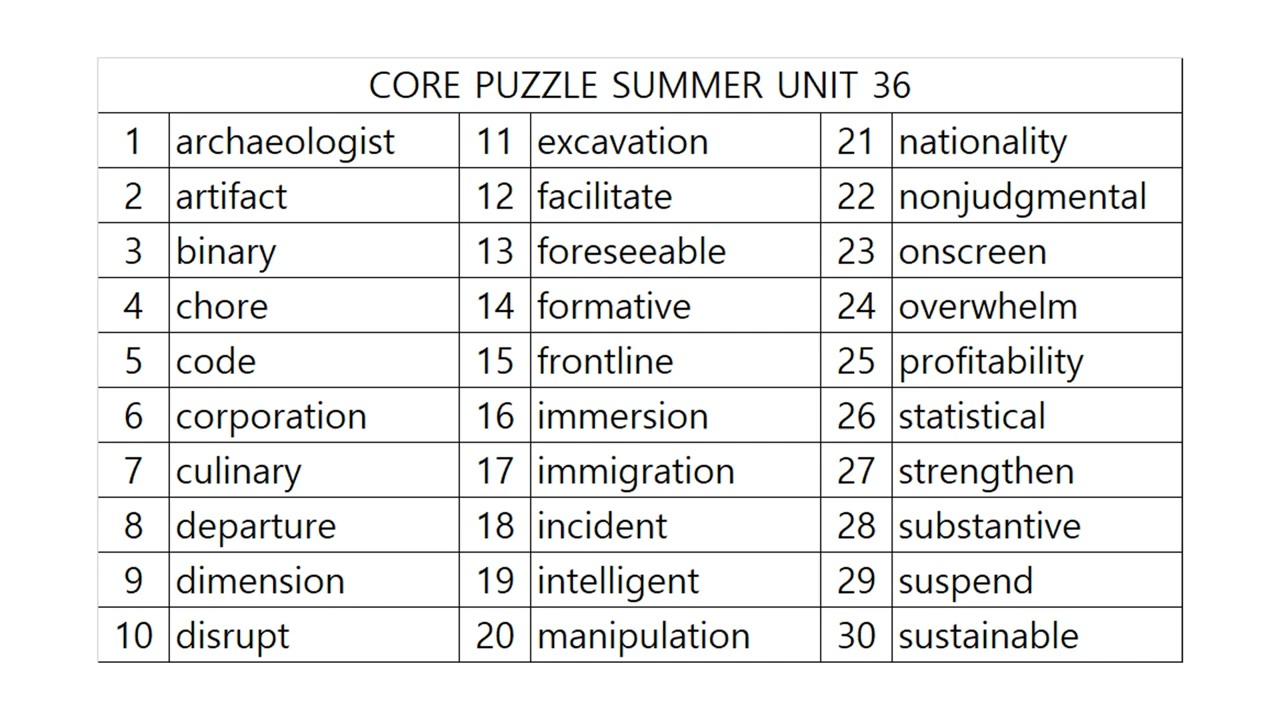 CORE PUZZLE SUMMER UNIT 36
1 archaeologist 11 excavation 21 nationality
2 artifact 12 facilitate 22 nonjudgmental
3 binary 13 foreseeable 23 onscreen
4 chore 14 formative 24 overwhelm
5 code 15 frontline 25 profitability
6 corporation 16 immersion 26 statistical
7 culinary 17 immigration 27 strengthen
8 departure 18 incident 28 substantive
9 dimension 19 intelligent 29 suspend
10 disrupt 20 manipulation 30 sustainable